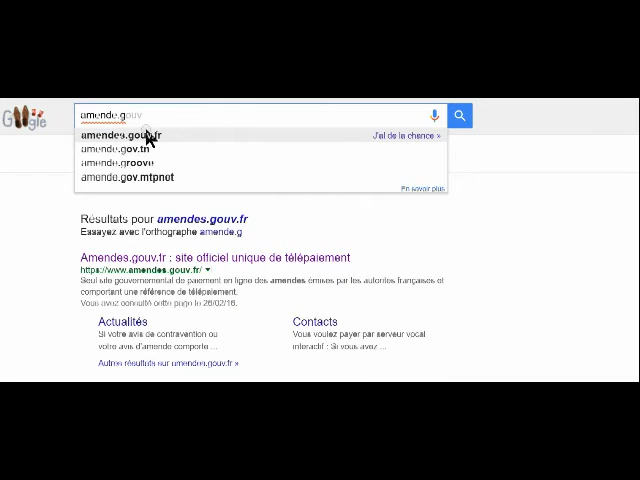 Google
amende.gouv
amendes.gouv.fr
J'ai de la chance »
amende.gov.tn
amende.groove
amende.gov.mtpnet
En savoir plus
Résultats pour amendes.gouv.fr
Essayez avec l'orthographe amende.g
Amendes.gouv.fr : site officiel unique de télépaiement
https://www.amendes.gouv.fr/
Seul site gouvernemental de paiement en ligne des amendes émises par les autorités françaises et
comportant une référence de télépaiement.
Vous avez consulté cette page le 26/02/16.
Actualités
Contacts
Si votre avis de contravention ou
Vous voulez payer par serveur vocal
votre avis d'amende comporte ...
interactif : Si vous avez ...
Autres résultats sur amendes.gouv.fr »